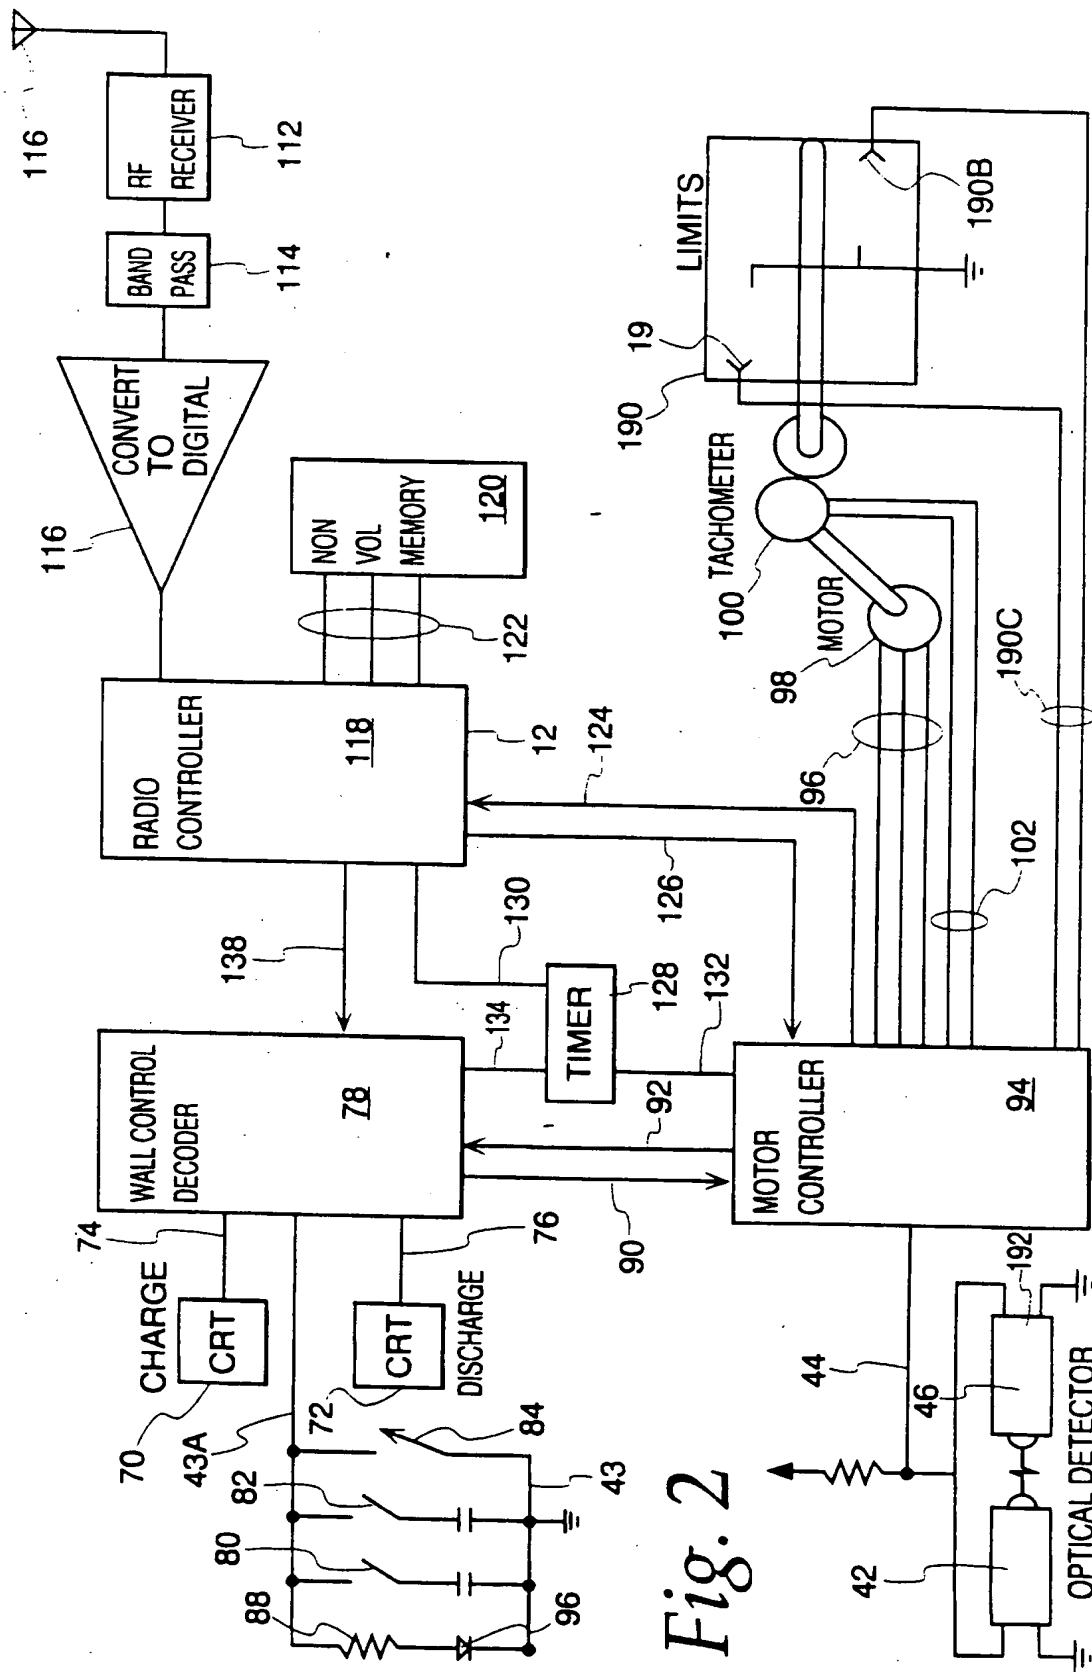 116
RF
RECEIVER
112
BAND
PASS
114
CONVERT
TO
DIGITAL
116
NON
VOL
MEMORY
120
122
RADIO
CONTROLLER
118
12
124
126
138
130
WALL CONTROL
DECODER
78
134
TIMER
128
132
92
90
74
CHARGE
CRT
70
43A
76
CRT
72
DISCHARGE
84
82
80
88
43
96
MOTOR
CONTROLLER
94
44
192
46
42
OPTICAL DETECTOR
LIMITS
190B
19
190
TACHOMETER
100
MOTOR
98
96
102
190C
Fig. 2